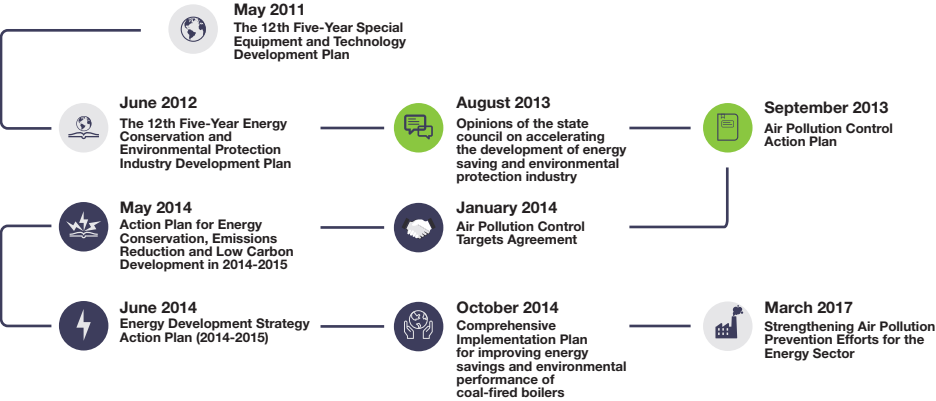 May 2011
The 12th Five-Year Special
Equipment and Technology
Development Plan
June 2012
The 12th Five-Year Energy
Conservation and
Environmental Protection
Industry Development Plan
August 2013
Opinions of the state
council on accelerating
the development of energy
saving and environmental
protection industry
September 2013
Air Pollution Control
Action Plan
January 2014
Air Pollution Control
Targets Agreement
May 2014
Action Plan for Energy
Conservation, Emissions
Reduction and Low Carbon
Development in 2014-2015
June 2014
Energy Development Strategy
Action Plan (2014-2015)
October 2014
Comprehensive
Implementation Plan
for improving energy
savings and environmental
performance of
coal-fired boilers
March 2017
Strengthening Air Pollution
Prevention Efforts for the
Energy Sector